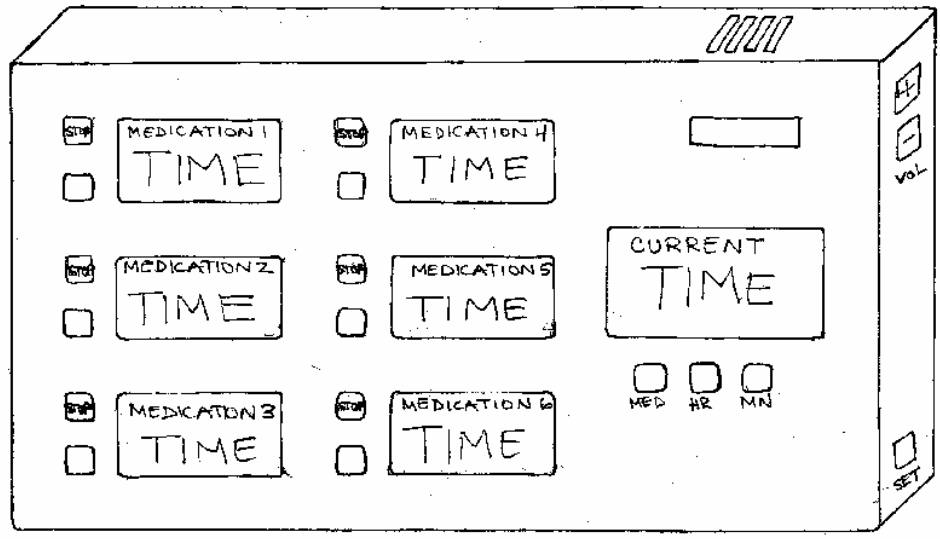 STOP
MEDICATION 1
TIME
STOP
MEDICATION 4
TIME
+
-
VOL
STOP
MEDICATION 2
TIME
STOP
MEDICATION 5
TIME
CURRENT
TIME
MED HR MN
STOP
MEDICATION 3
TIME
STOP
MEDICATION 6
TIME
SET